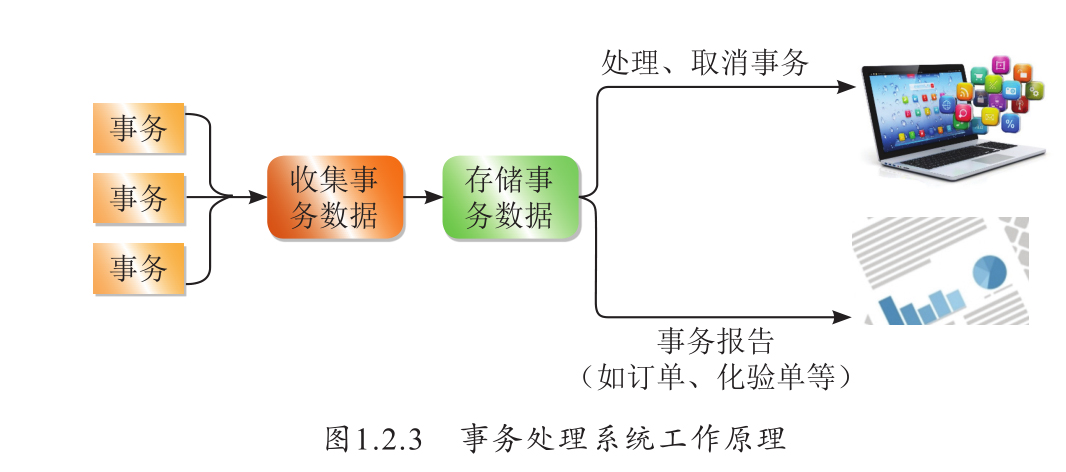 处理、取消事务
事务
事务
事务
收集事
务数据
存储事
务数据
事务报告
（如订单、化验单等）
图1.2.3 事务处理系统工作原理